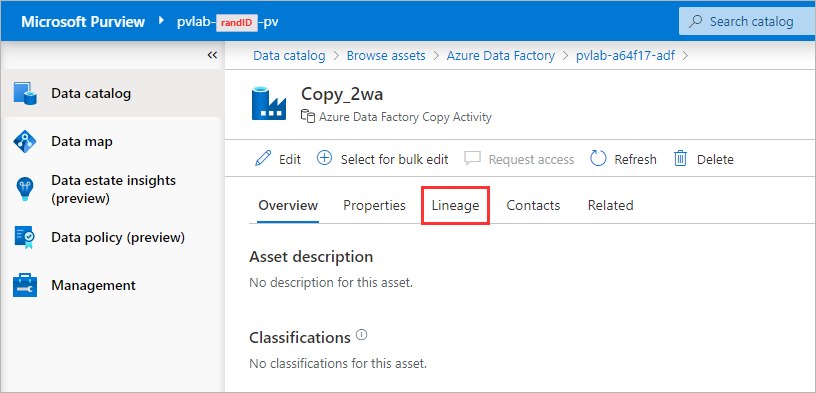 Microsoft Purview pvlab-randID-pv Search catalog
Data catalog Browse assets Azure Data Factory pvlab-a64f17-adf
Data catalog
Data map
Data estate insights
(preview)
Data policy (preview)
Management
Copy_2wa
Azure Data Factory Copy Activity
Edit Select for bulk edit Request access Refresh Delete
Overview Properties Lineage Contacts Related
Asset description
No description for this asset.
Classifications
No classifications for this asset.